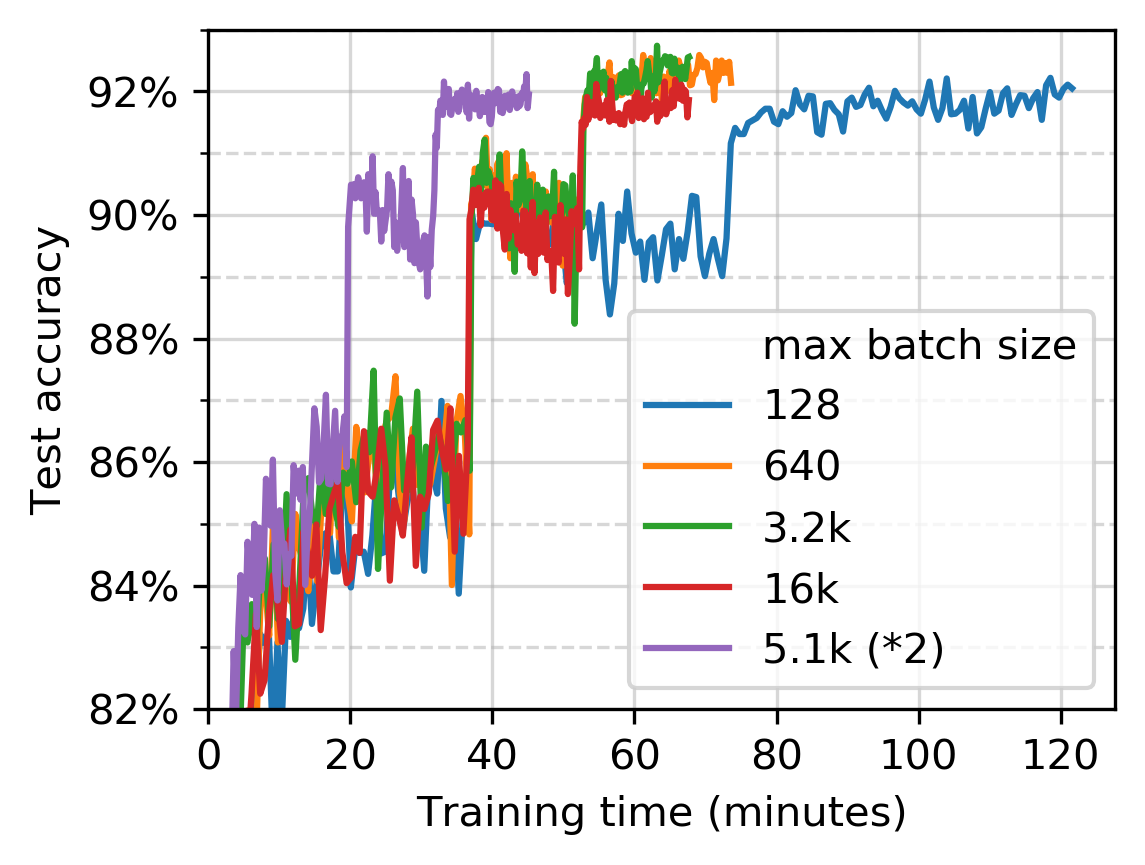 92%
90%
88%
86%
84%
82%
Test accuracy
0 20 40 60 80 100 120
Training time (minutes)
max batch size
128
640
3.2k
16k
5.1k (*2)